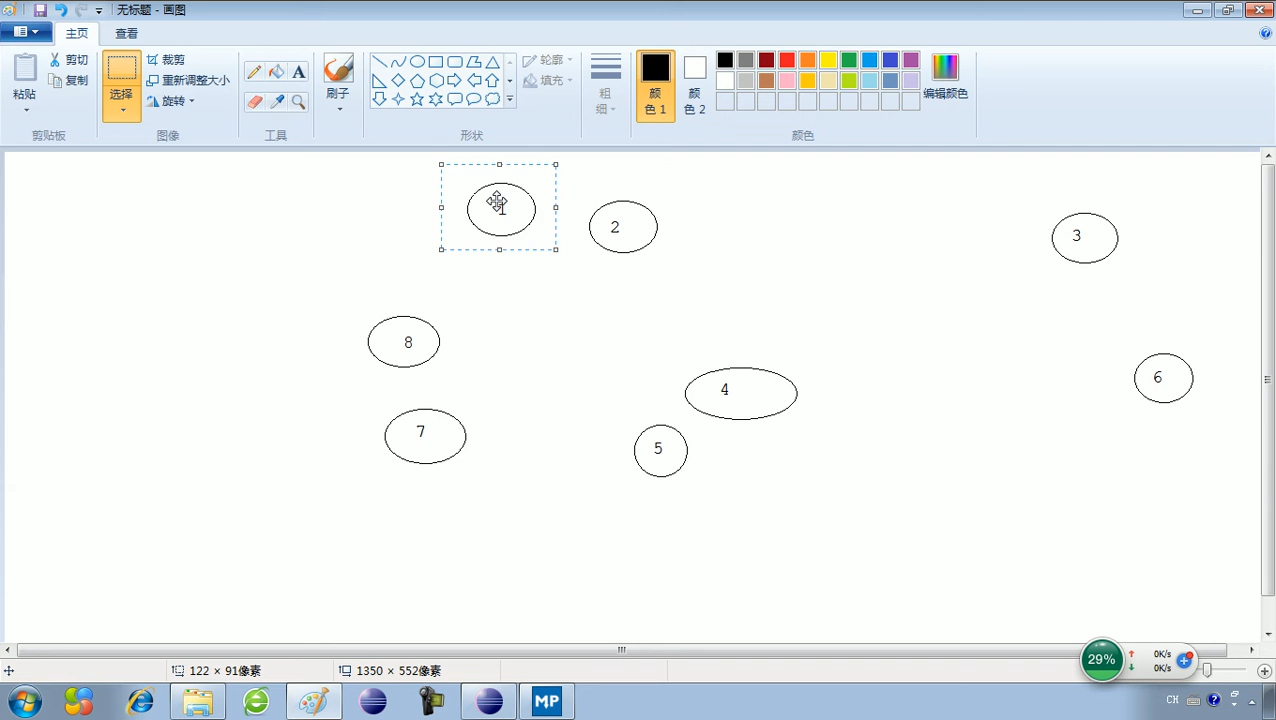 无标题 - 画图
主页
查看
粘贴
剪切
复制
剪贴板
选择
裁剪
重新调整大小
旋转
图像
A
工具
刷子
轮廓
填充
形状
粗
细
颜
色 1
颜
色 2
编辑颜色
颜色
1
2
3
8
4
6
7
5
122 × 91像素
1350 × 552像素
29%
0K/s
0K/s
MP
CH